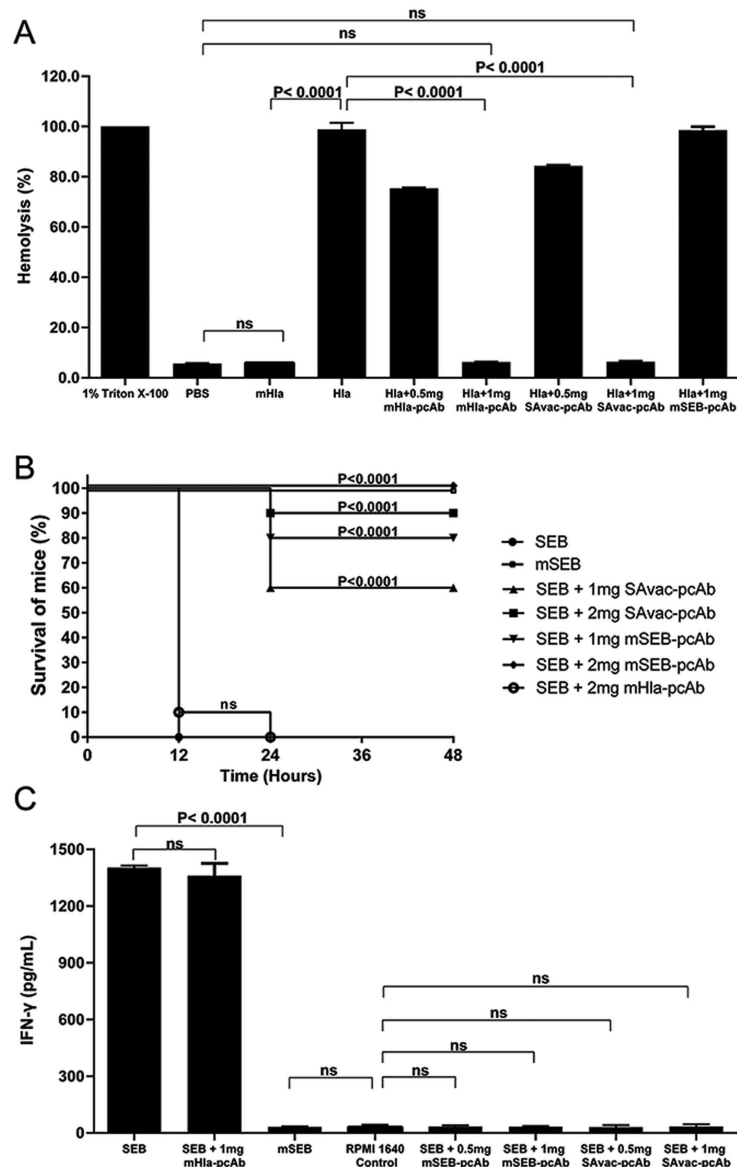 A
ns
ns
P< 0.0001
P< 0.0001
P< 0.0001
ns
Hemolysis (%)
120.0
100.0
80.0
60.0
40.0
20.0
0.0
1% Triton X-100 PBS mHla Hla Hla+0.5mg Hla+1mg Hla+0.5mg Hla+1mg Hla+1mg
mHla-pcAb mHla-pcAb SAvac-pcAb SAvac-pcAb mSEB-pcAb
B
P<0.0001
P<0.0001
P<0.0001
P<0.0001
ns
Survival of mice (%)
100
90
80
70
60
50
40
30
20
10
0
0 12 24 36 48
Time (Hours)
SEB
mSEB
SEB + 1mg SAvac-pcAb
SEB + 2mg SAvac-pcAb
SEB + 1mg mSEB-pcAb
SEB + 2mg mSEB-pcAb
SEB + 2mg mHla-pcAb
C
P< 0.0001
ns
ns
ns
ns
ns
ns
IFN-γ (pg/mL)
1500
1200
900
600
300
0
SEB SEB + 1mg mSEB RPMI 1640 SEB + 0.5mg SEB + 1mg SEB + 0.5mg SEB + 1mg
mHla-pcAb Control mSEB-pcAb mSEB-pcAb SAvac-pcAb SAvac-pcAb